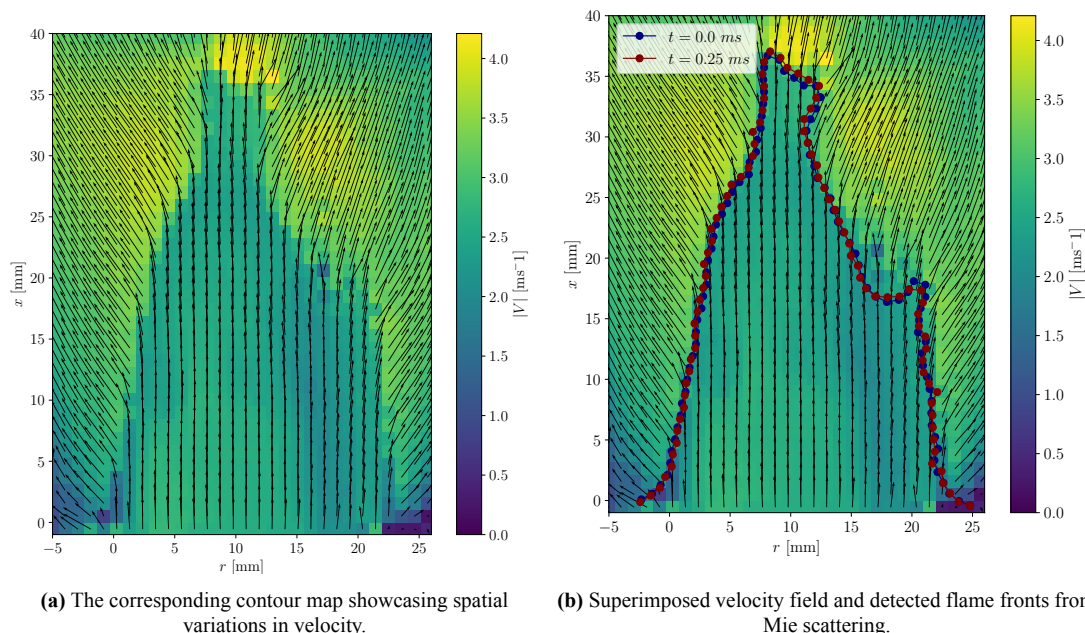 40
35
30
25
20
15
10
5
0
x [mm]
−5 0 5 10 15 20 25
r [mm]
4.0
3.5
3.0
2.5
2.0
1.5
1.0
0.5
0.0
|V| [ms−1]
(a) The corresponding contour map showcasing spatial
variations in velocity.
t = 0.0 ms
t = 0.25 ms
40
35
30
25
20
15
10
5
0
x [mm]
−5 0 5 10 15 20 25
r [mm]
4.0
3.5
3.0
2.5
2.0
1.5
1.0
0.5
0.0
|V| [ms−1]
(b) Superimposed velocity field and detected flame fronts from
Mie scattering.